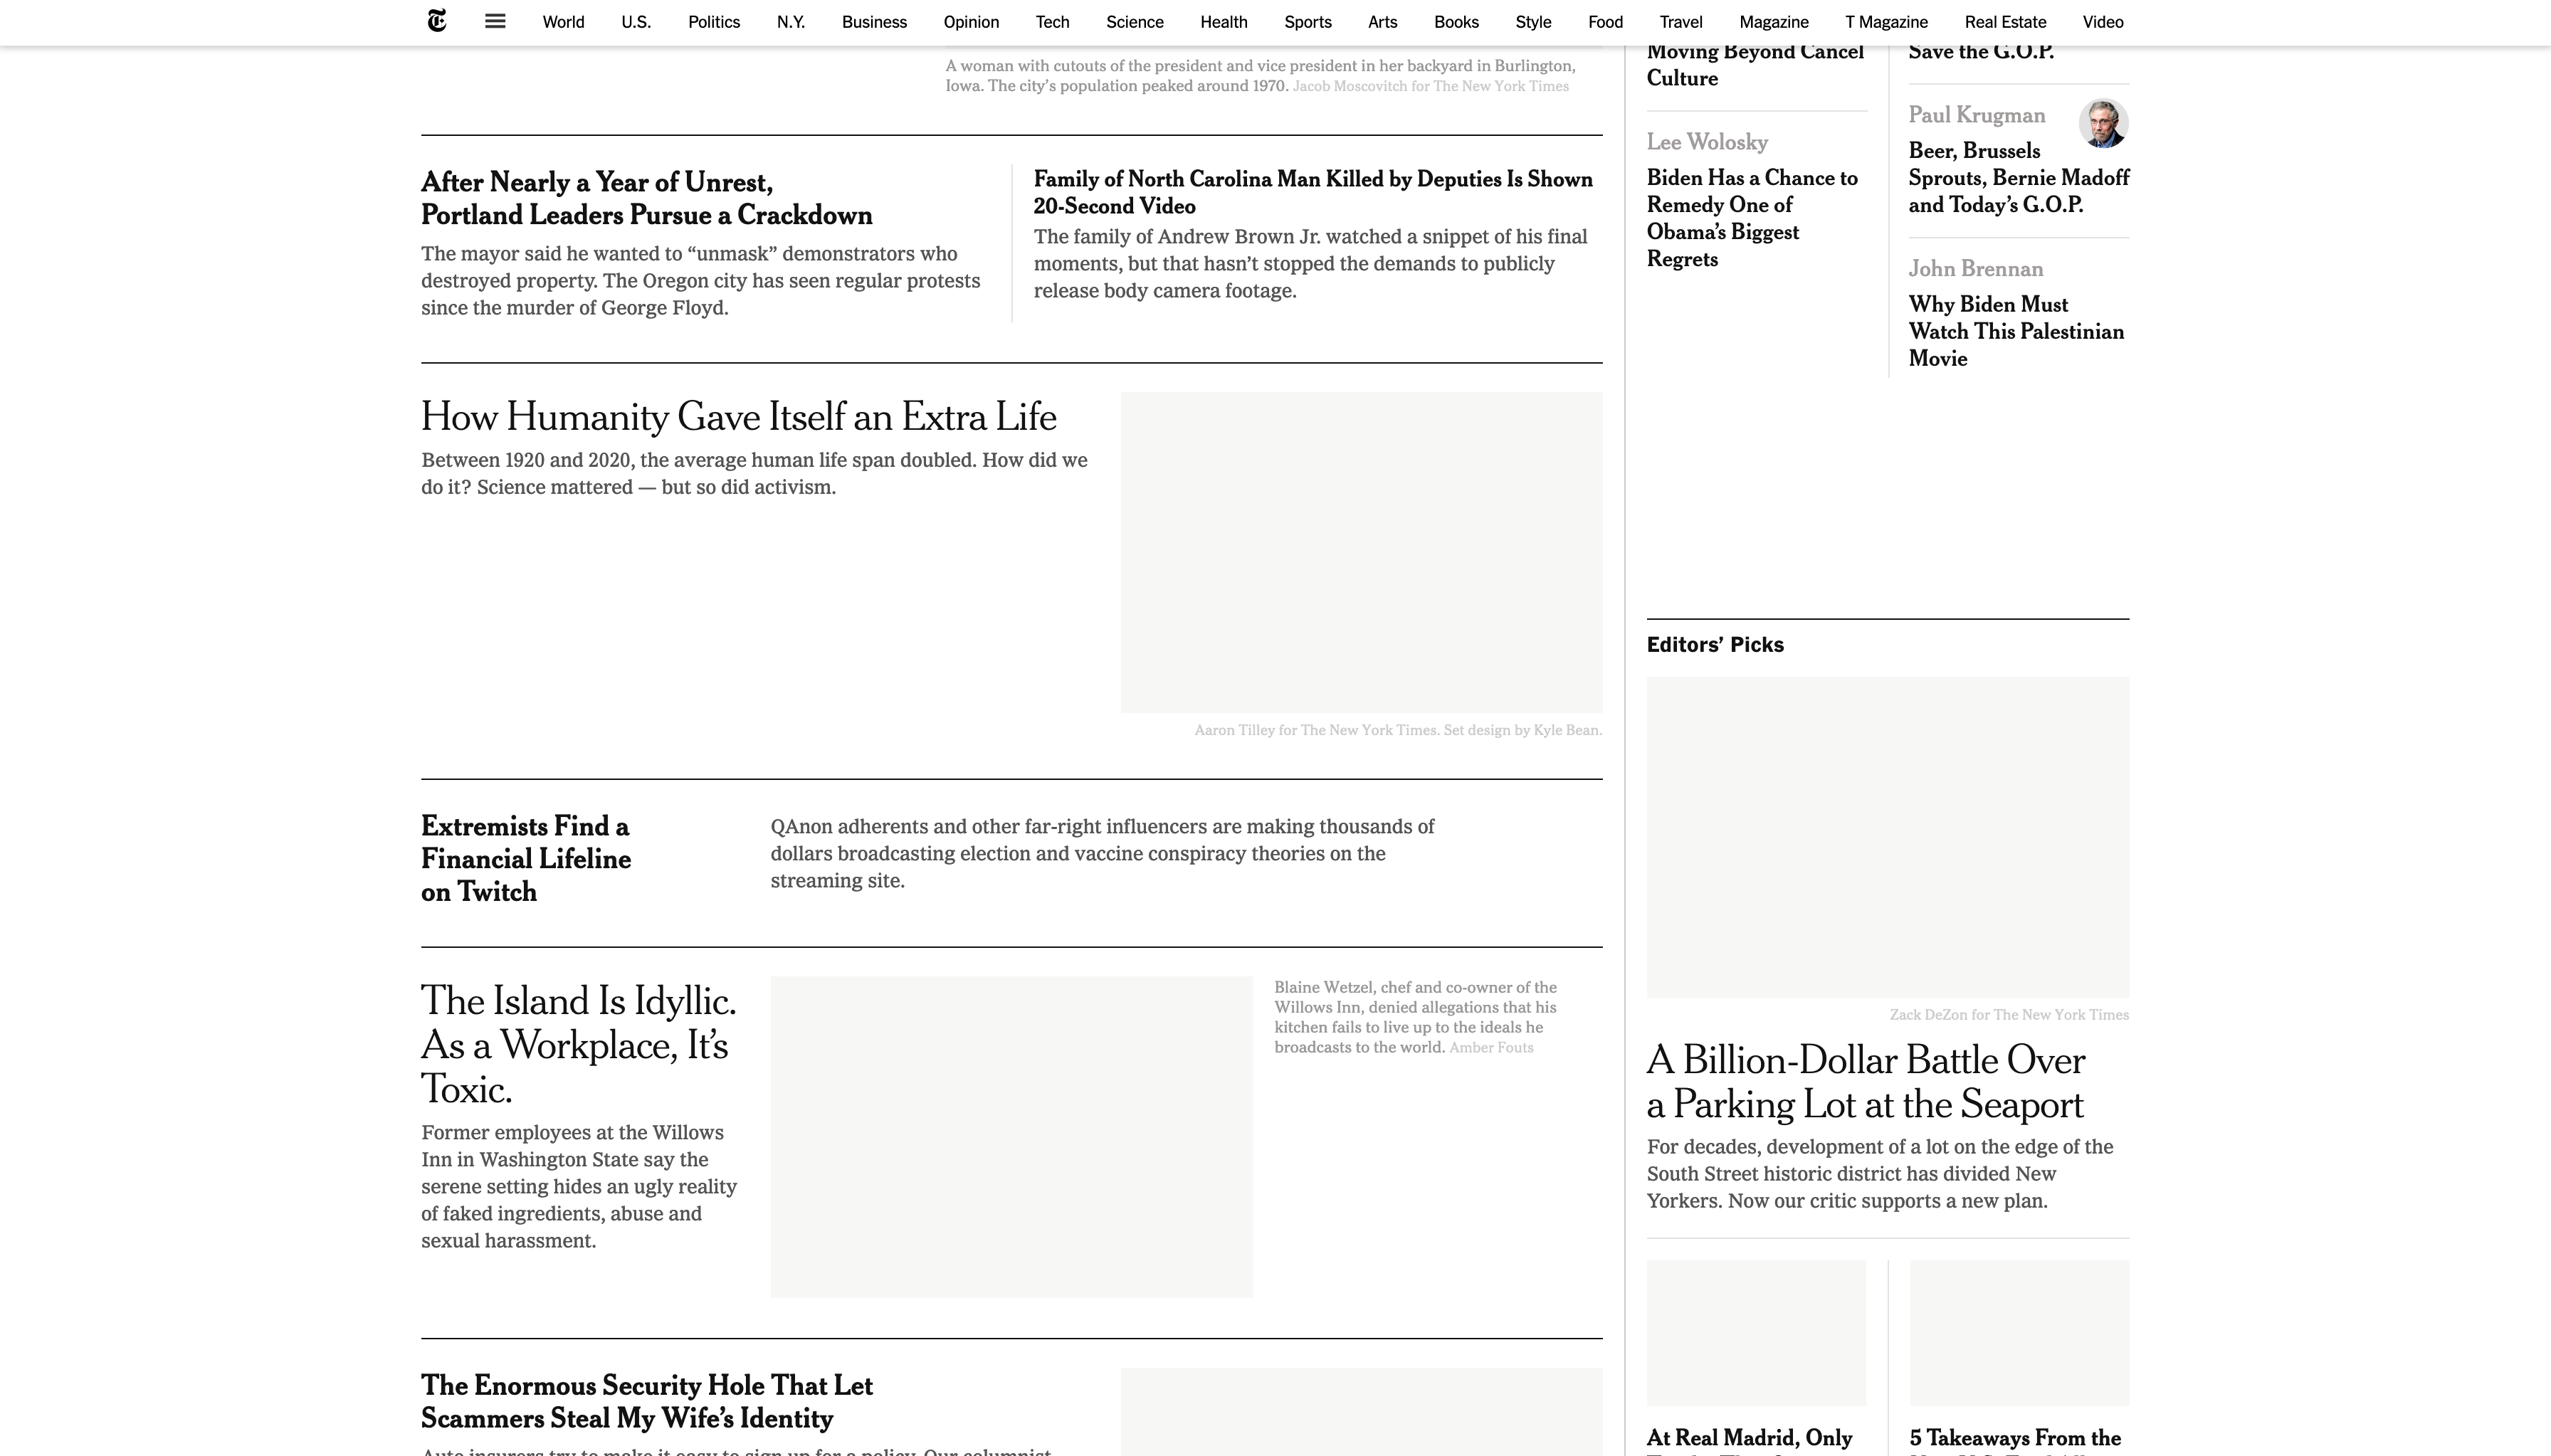 World U.S. Politics N.Y. Business Opinion Tech Science Health Sports Arts Books Style Food Travel Magazine T Magazine Real Estate Video
A woman with cutouts of the president and vice president in her backyard in Burlington,
Iowa. The city’s population peaked around 1970. Jacob Moscovitch for The New York Times
After Nearly a Year of Unrest,
Portland Leaders Pursue a Crackdown
The mayor said he wanted to “unmask” demonstrators who
destroyed property. The Oregon city has seen regular protests
since the murder of George Floyd.
Family of North Carolina Man Killed by Deputies Is Shown
20-Second Video
The family of Andrew Brown Jr. watched a snippet of his final
moments, but that hasn’t stopped the demands to publicly
release body camera footage.
How Humanity Gave Itself an Extra Life
Between 1920 and 2020, the average human life span doubled. How did we
do it? Science mattered — but so did activism.
Aaron Tilley for The New York Times. Set design by Kyle Bean.
Extremists Find a
Financial Lifeline
on Twitch
QAnon adherents and other far-right influencers are making thousands of
dollars broadcasting election and vaccine conspiracy theories on the
streaming site.
The Island Is Idyllic.
As a Workplace, It’s
Toxic.
Former employees at the Willows
Inn in Washington State say the
serene setting hides an ugly reality
of faked ingredients, abuse and
sexual harassment.
Blaine Wetzel, chef and co-owner of the
Willows Inn, denied allegations that his
kitchen fails to live up to the ideals he
broadcasts to the world. Amber Fouts
The Enormous Security Hole That Let
Scammers Steal My Wife’s Identity
Auto insurers try to make it easy to sign up for a policy. Our columnist
Moving Beyond Cancel
Culture
Lee Wolosky
Biden Has a Chance to
Remedy One of
Obama’s Biggest
Regrets
Save the G.O.P.
Paul Krugman
Beer, Brussels
Sprouts, Bernie Madoff
and Today’s G.O.P.
John Brennan
Why Biden Must
Watch This Palestinian
Movie
Editors’ Picks
Zack DeZon for The New York Times
A Billion-Dollar Battle Over
a Parking Lot at the Seaport
For decades, development of a lot on the edge of the
South Street historic district has divided New
Yorkers. Now our critic supports a new plan.
At Real Madrid, Only
5 Takeaways From the